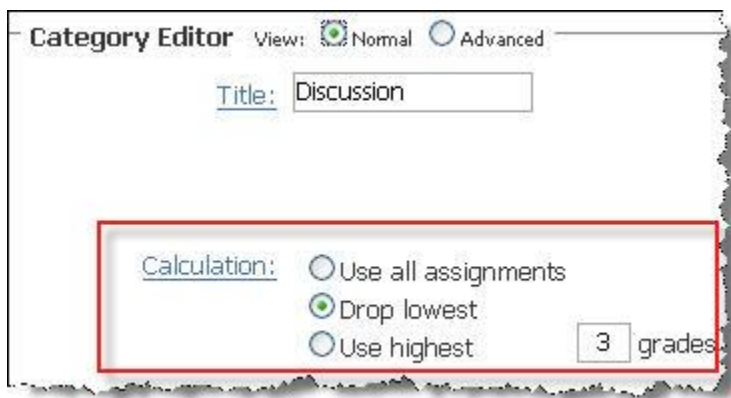 Category Editor View: Normal Advanced
Title: Discussion
Calculation: Use all assignments
Drop lowest
Use highest 3 grades